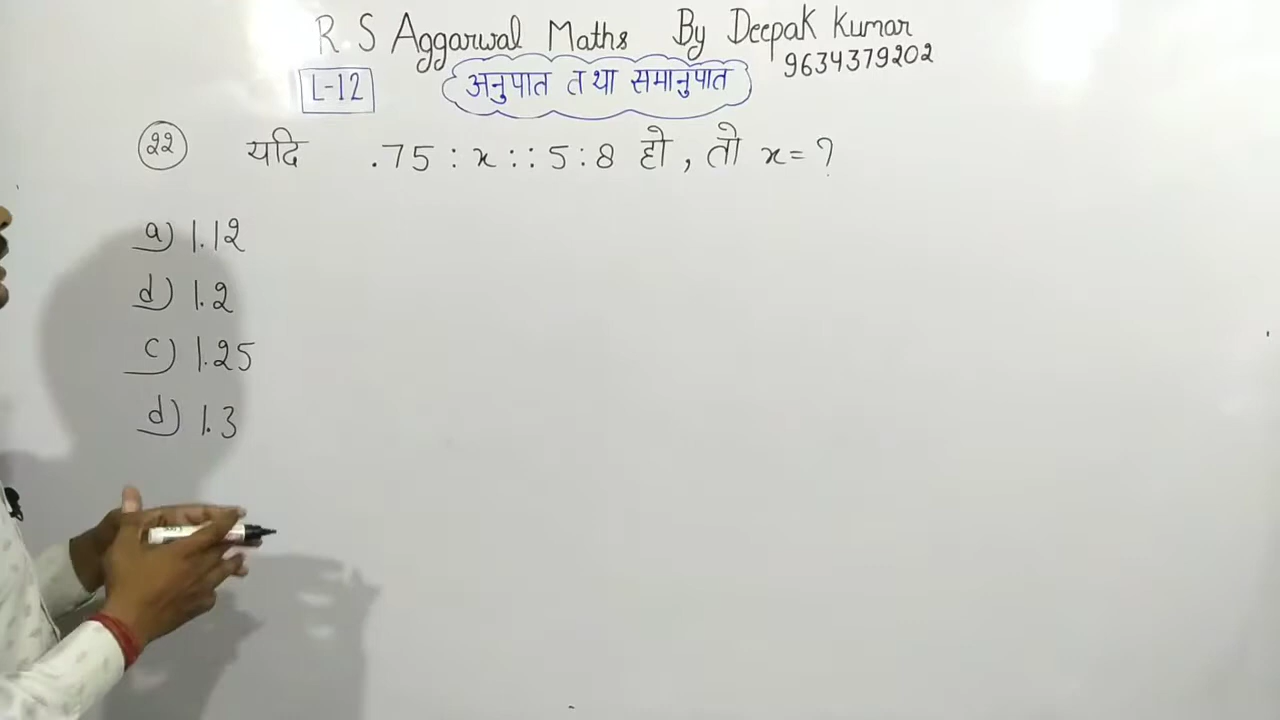 R.S Aggarwal Maths By Deepak Kumar
9634379202
L-12 अनुपात तथा समानुपात
22 यदि .75 : x :: 5 : 8 हो, तो x = ?
a) 1.12
d) 1.2
c) 1.25
d) 1.3